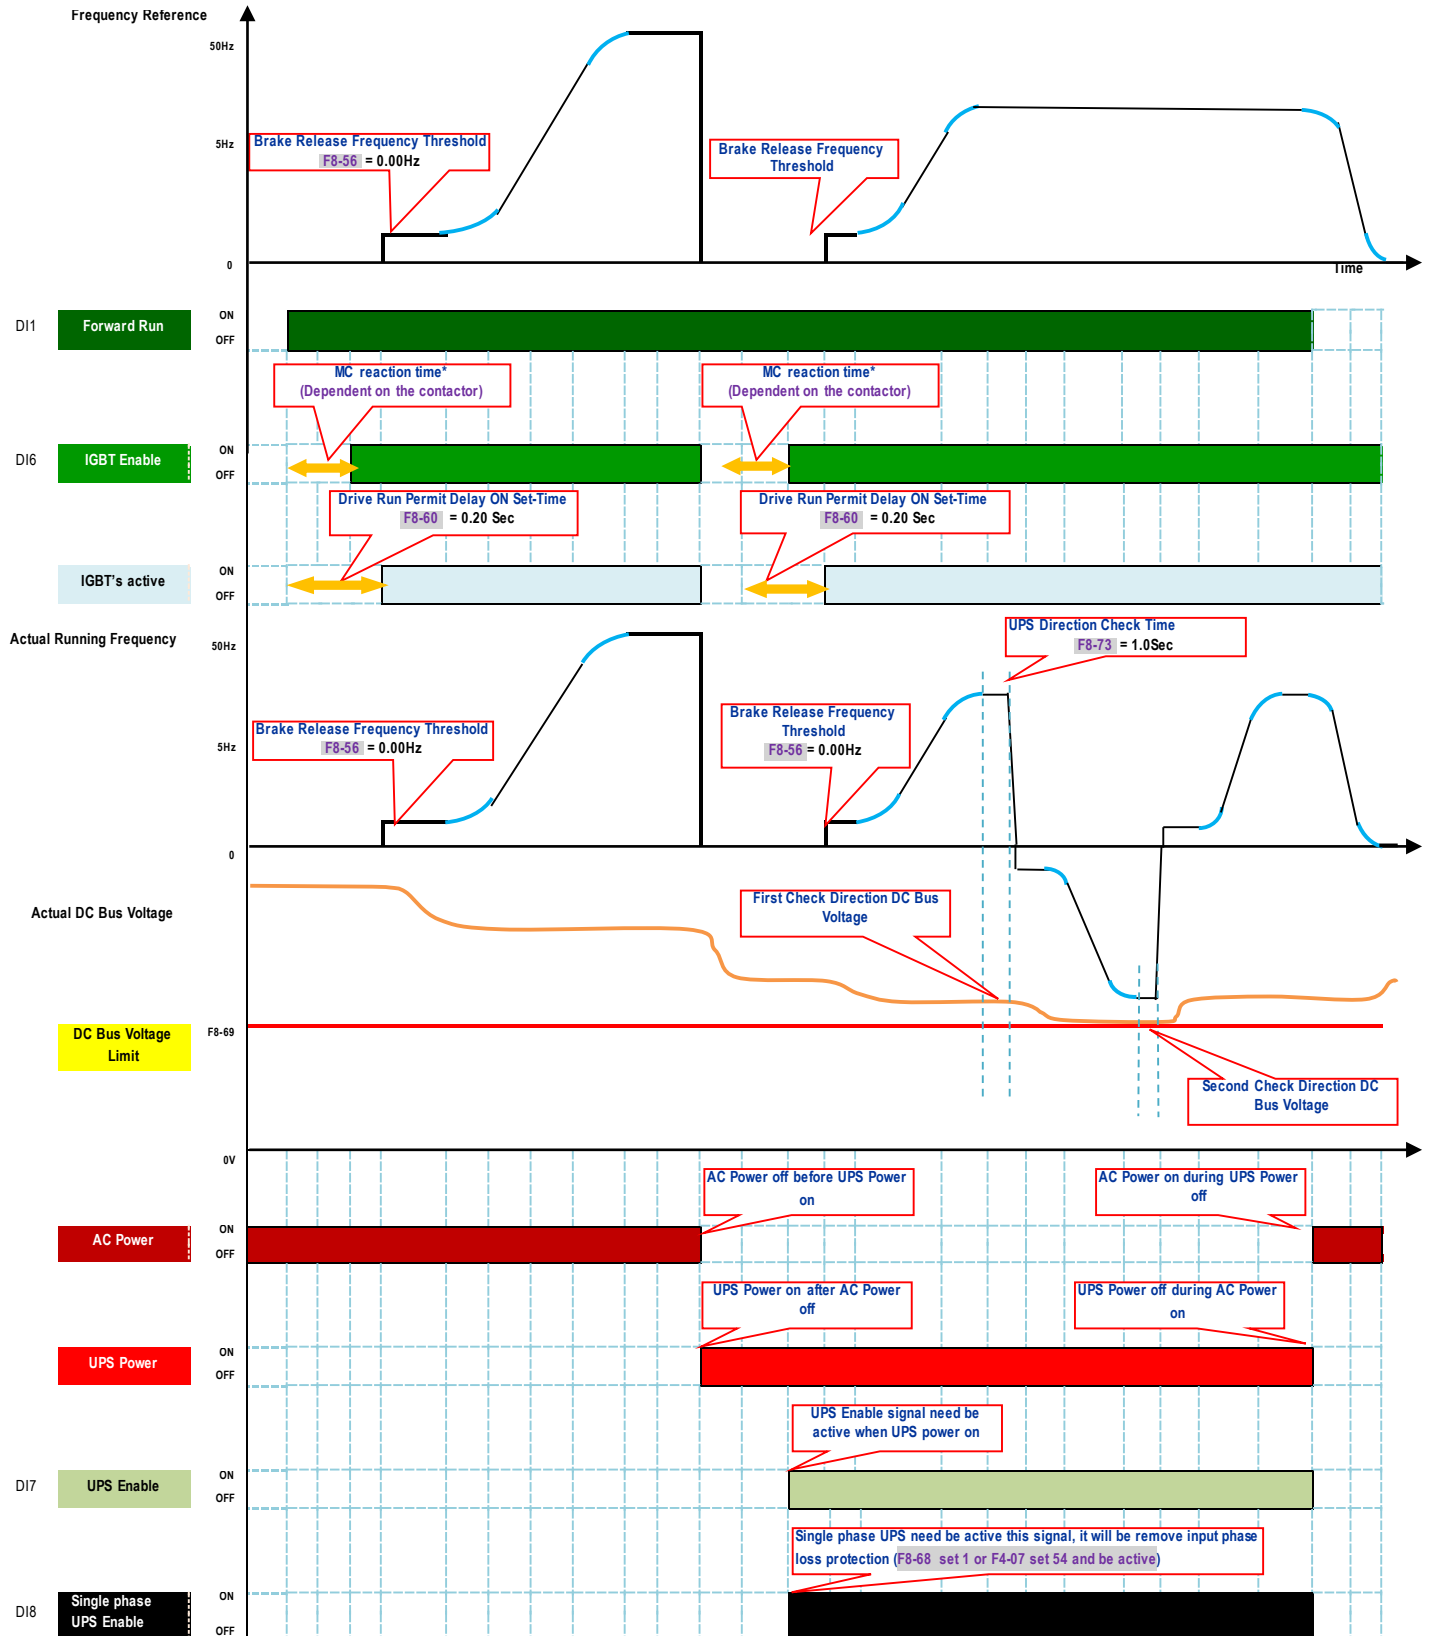 Frequency Reference
50Hz
Brake Release Frequency Threshold
F8-56 = 0.00Hz
5Hz
Brake Release Frequency
Threshold
0
Time
DI1
Forward Run
ON
OFF
MC reaction time*
(Dependent on the contactor)
MC reaction time*
(Dependent on the contactor)
DI6
IGBT Enable
ON
OFF
Drive Run Permit Delay ON Set-Time
F8-60 = 0.20 Sec
Drive Run Permit Delay ON Set-Time
F8-60 = 0.20 Sec
IGBT's active
ON
OFF
Actual Running Frequency
50Hz
UPS Direction Check Time
F8-73 = 1.0Sec
Brake Release Frequency Threshold
F8-56 = 0.00Hz
5Hz
Brake Release Frequency
Threshold
F8-56 = 0.00Hz
0
Actual DC Bus Voltage
First Check Direction DC Bus
Voltage
DC Bus Voltage
Limit
F8-69
Second Check Direction DC
Bus Voltage
0V
AC Power off before UPS Power
on
AC Power on during UPS Power
off
AC Power
ON
OFF
UPS Power on after AC Power
off
UPS Power off during AC Power
on
UPS Power
ON
OFF
UPS Enable signal need be
active when UPS power on
DI7
UPS Enable
ON
OFF
Single phase UPS need be active this signal, it will be remove input phase
loss protection (F8-68 set 1 or F4-07 set 54 and be active)
DI8
Single phase
UPS Enable
ON
OFF